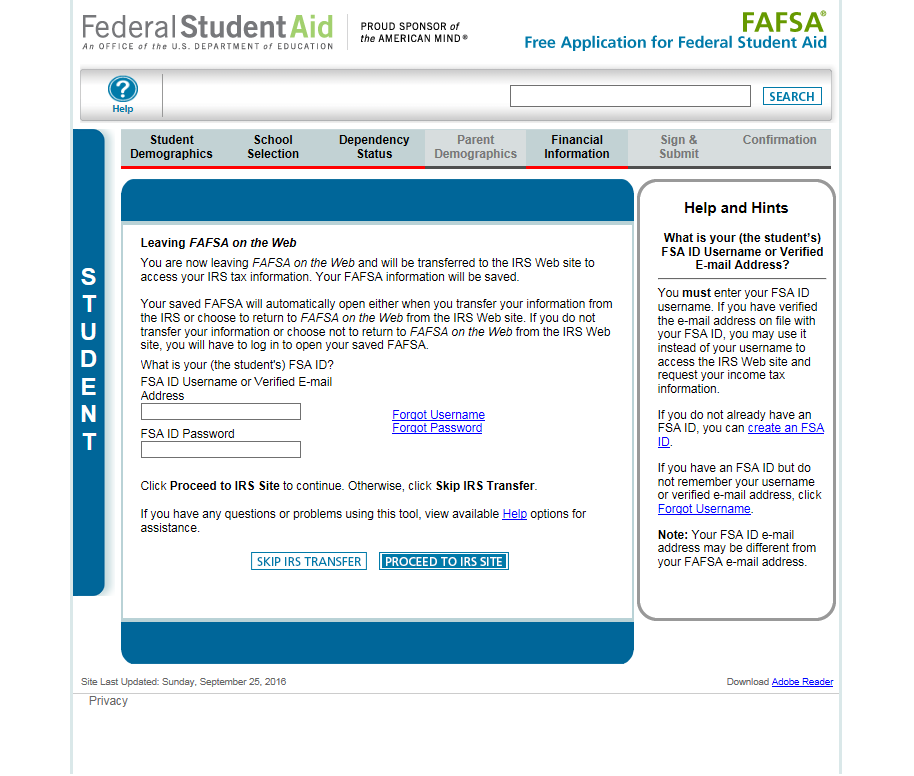 Federal Student Aid
An OFFICE of the U.S. DEPARTMENT of EDUCATION
PROUD SPONSOR of
the AMERICAN MIND®
FAFSA®
Free Application for Federal Student Aid
?
Help
SEARCH
Student
Demographics
School
Selection
Dependency
Status
Parent
Demographics
Financial
Information
Sign &
Submit
Confirmation
STUDENT
Leaving FAFSA on the Web
You are now leaving FAFSA on the Web and will be transferred to the IRS Web site to
access your IRS tax information. Your FAFSA information will be saved.
Your saved FAFSA will automatically open either when you transfer your information from
the IRS or choose to return to FAFSA on the Web from the IRS Web site. If you do not
transfer your information or choose not to return to FAFSA on the Web from the IRS Web
site, you will have to log in to open your saved FAFSA.
What is your (the student's) FSA ID?
FSA ID Username or Verified E-mail
Address
Forgot Username
Forgot Password
FSA ID Password
Click Proceed to IRS Site to continue. Otherwise, click Skip IRS Transfer.
If you have any questions or problems using this tool, view available Help options for
assistance.
SKIP IRS TRANSFER
PROCEED TO IRS SITE
Help and Hints
What is your (the student's)
FSA ID Username or Verified
E-mail Address?
You must enter your FSA ID
username. If you have verified
the e-mail address on file with
your FSA ID, you may use it
instead of your username to
access the IRS Web site and
request your income tax
information.
If you do not already have an
FSA ID, you can create an FSA
ID.
If you have an FSA ID but do
not remember your username
or verified e-mail address, click
Forgot Username.
Note: Your FSA ID e-mail
address may be different from
your FAFSA e-mail address.
Site Last Updated: Sunday, September 25, 2016
Download Adobe Reader
Privacy